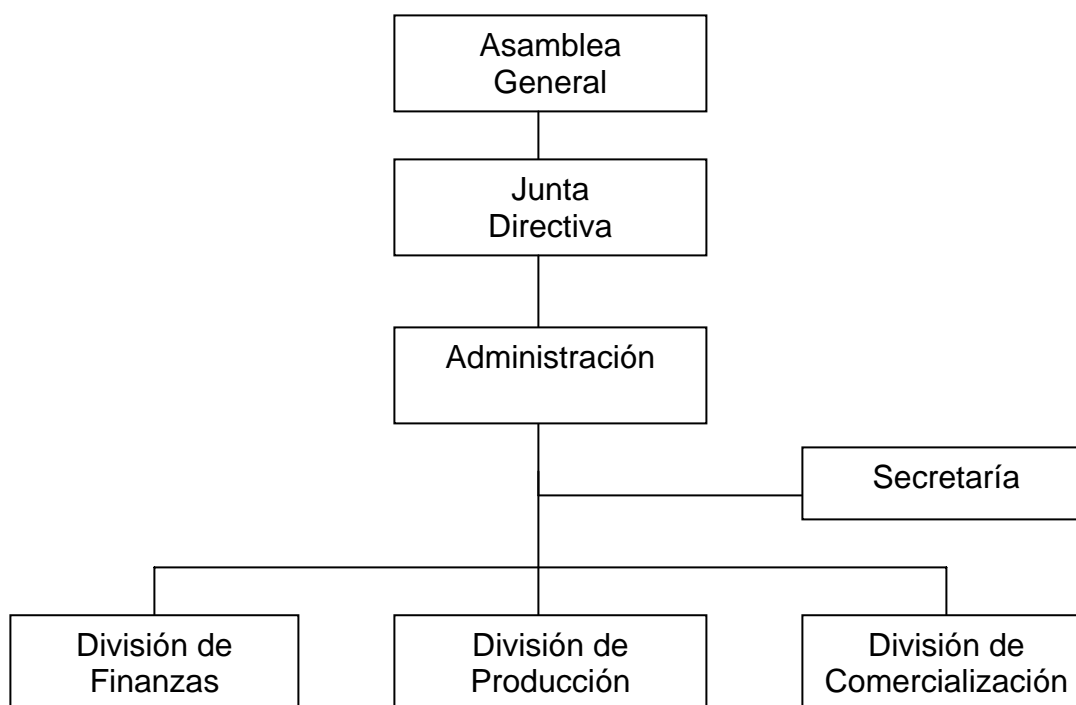 Asamblea
General
Junta
Directiva
Administración
Secretaría
División de
Finanzas
División de
Producción
División de
Comercialización